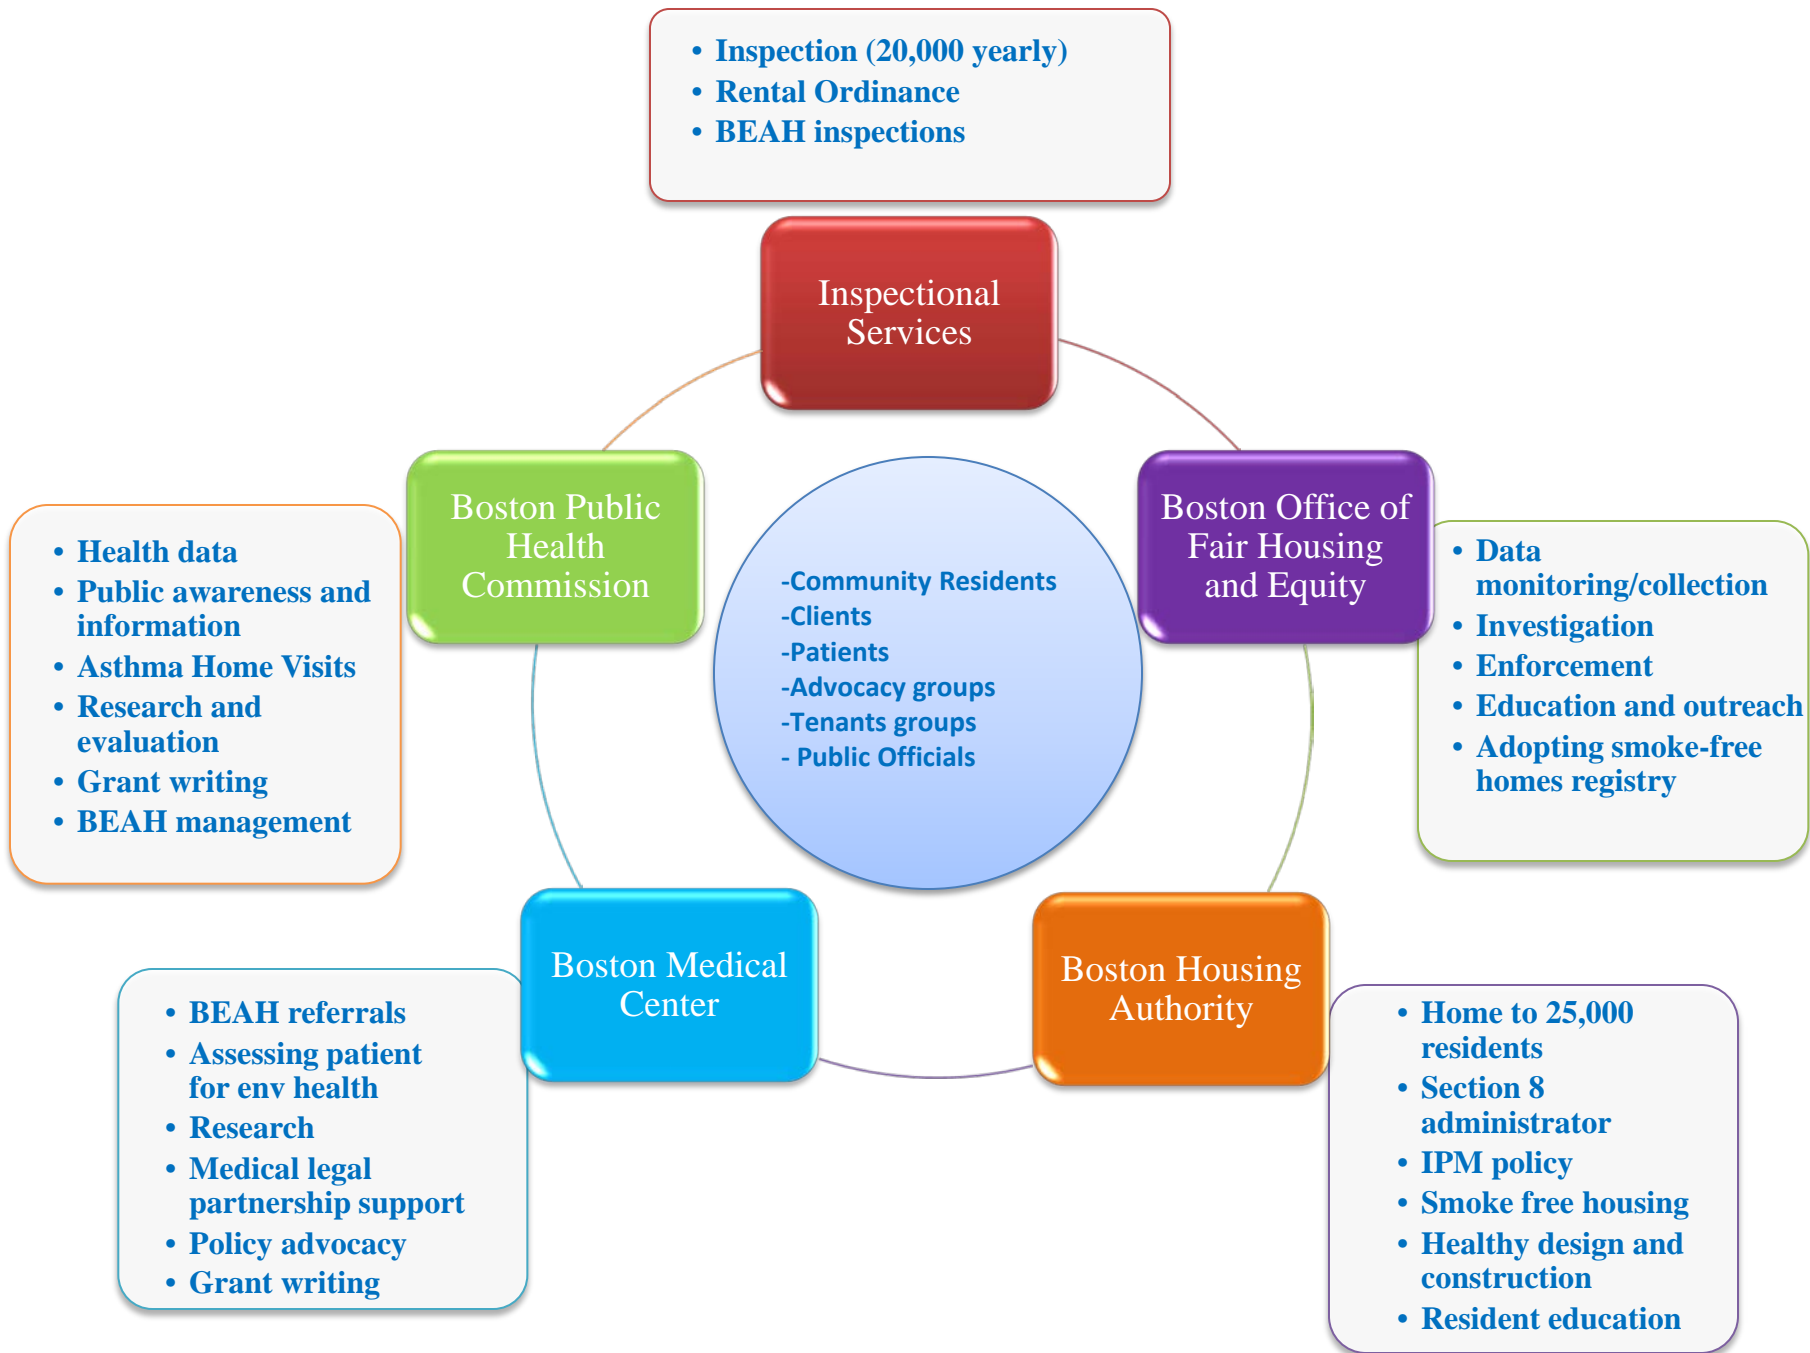 • Inspection (20,000 yearly)
• Rental Ordinance
• BEAH inspections
Inspectional
Services
Boston Public
Health
Commission
• Health data
• Public awareness and
information
• Asthma Home Visits
• Research and
evaluation
• Grant writing
• BEAH management
-Community Residents
-Clients
-Patients
-Advocacy groups
-Tenants groups
- Public Officials
Boston Office of
Fair Housing
and Equity
• Data
monitoring/collection
• Investigation
• Enforcement
• Education and outreach
• Adopting smoke-free
homes registry
Boston Medical
Center
• BEAH referrals
• Assessing patient
for env health
• Research
• Medical legal
partnership support
• Policy advocacy
• Grant writing
Boston Housing
Authority
• Home to 25,000
residents
• Section 8
administrator
• IPM policy
• Smoke free housing
• Healthy design and
construction
• Resident education